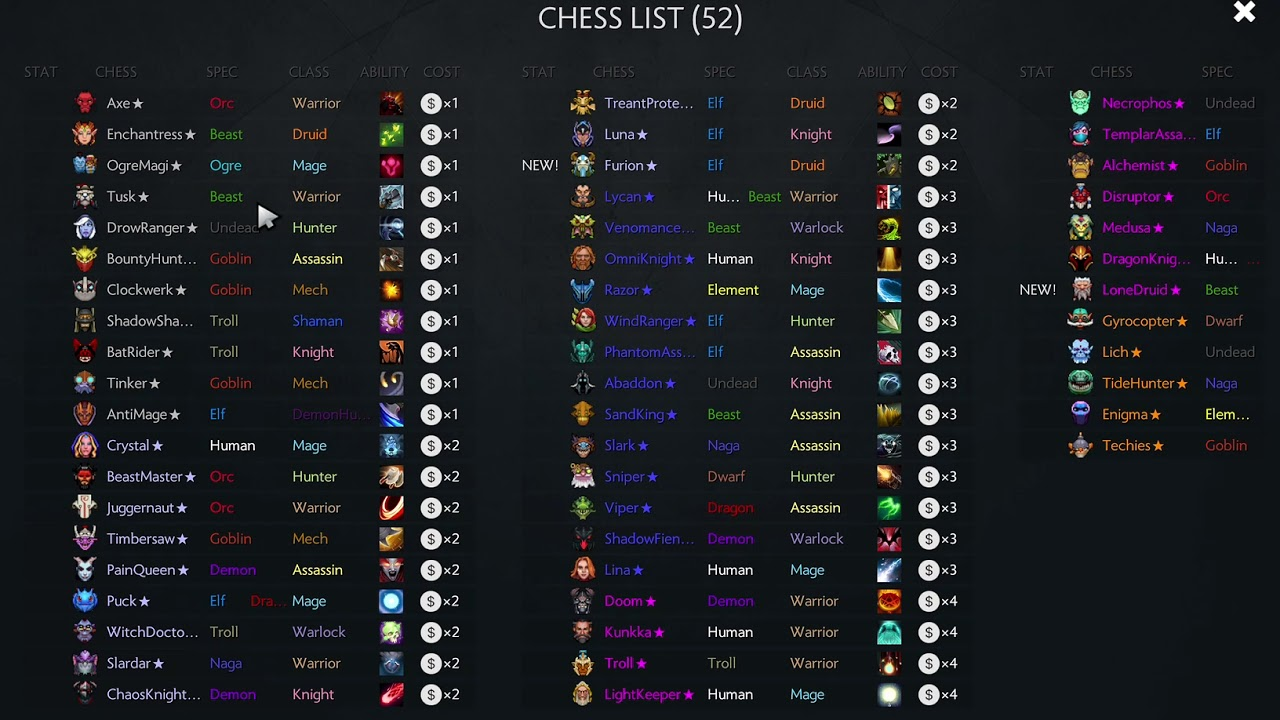 CHESS LIST (52)
STAT CHESS SPEC CLASS ABILITY COST STAT CHESS SPEC CLASS ABILITY COST STAT CHESS SPEC
Axe★ Orc Warrior $×1 TreantProte... Elf Druid $×2 Necrophos★ Undead
Enchantress★ Beast Druid $×1 Luna★ Elf Knight $×2 TemplarAssa... Elf
OgreMagi★ Ogre Mage $×1 NEW! Furion★ Elf Druid $×2 Alchemist★ Goblin
Tusk★ Beast Warrior $×1 Lycan★ Hu... Beast Warrior $×3 Disruptor★ Orc
DrowRanger★ Undead Hunter $×1 Venomance... Beast Warlock $×3 Medusa★ Naga
BountyHunt... Goblin Assassin $×1 OmniKnight★ Human Knight $×3 DragonKnig... Hu... ...
Clockwerk★ Goblin Mech $×1 Razor★ Element Mage $×3 NEW! LoneDruid★ Beast
ShadowSha... Troll Shaman $×1 WindRanger★ Elf Hunter $×3 Gyrocopter★ Dwarf
BatRider★ Troll Knight $×1 PhantomAss... Elf Assassin $×3 Lich★ Undead
Tinker★ Goblin Mech $×1 Abaddon★ Undead Knight $×3 TideHunter★ Naga
AntiMage★ Elf DemonHu... $×1 SandKing★ Beast Assassin $×3 Enigma★ Elem...
Crystal★ Human Mage $×2 Slark★ Naga Assassin $×3 Techies★ Goblin
BeastMaster★ Orc Hunter $×2 Sniper★ Dwarf Hunter $×3
Juggernaut★ Orc Warrior $×2 Viper★ Dragon Assassin $×3
Timbersaw★ Goblin Mech $×2 ShadowFien... Demon Warlock $×3
PainQueen★ Demon Assassin $×2 Lina★ Human Mage $×3
Puck★ Elf Dra... Mage $×2 Doom★ Demon Warrior $×4
WitchDocto... Troll Warlock $×2 Kunkka★ Human Warrior $×4
Slardar★ Naga Warrior $×2 Troll★ Troll Warrior $×4
ChaosKnight... Demon Knight $×2 LightKeeper★ Human Mage $×4